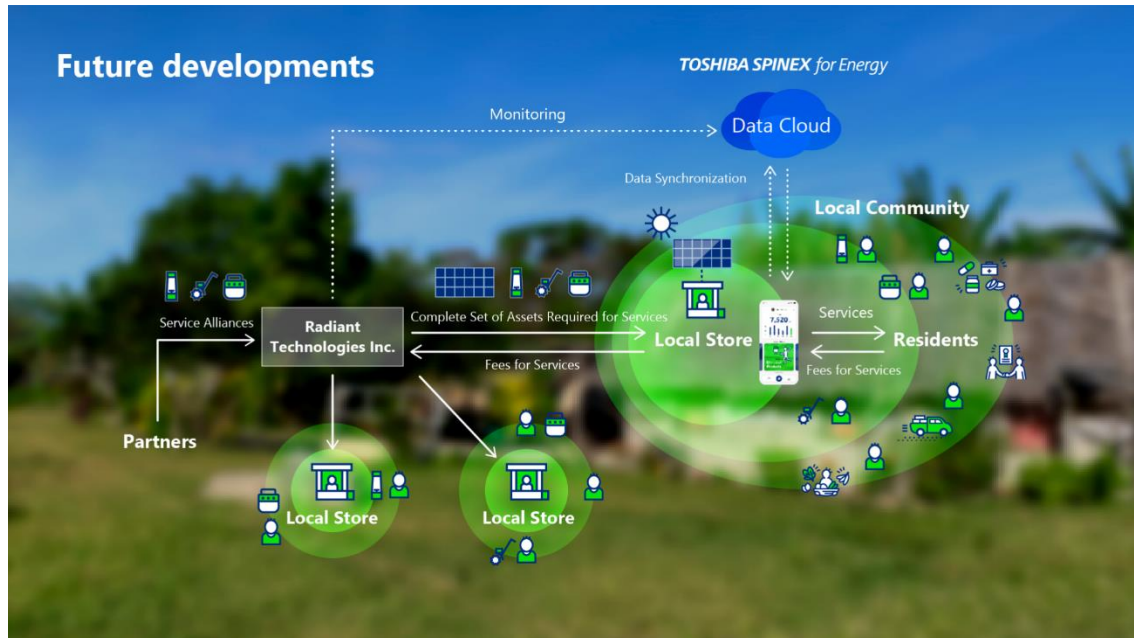 Future developments
TOSHIBA SPINEX for Energy
Monitoring
Data Cloud
Data Synchronization
Local Community
Service Alliances
Radiant
Technologies Inc.
Complete Set of Assets Required for Services
Fees for Services
Local Store
7,520
Services
Residents
Fees for Services
Partners
Local Store
Local Store